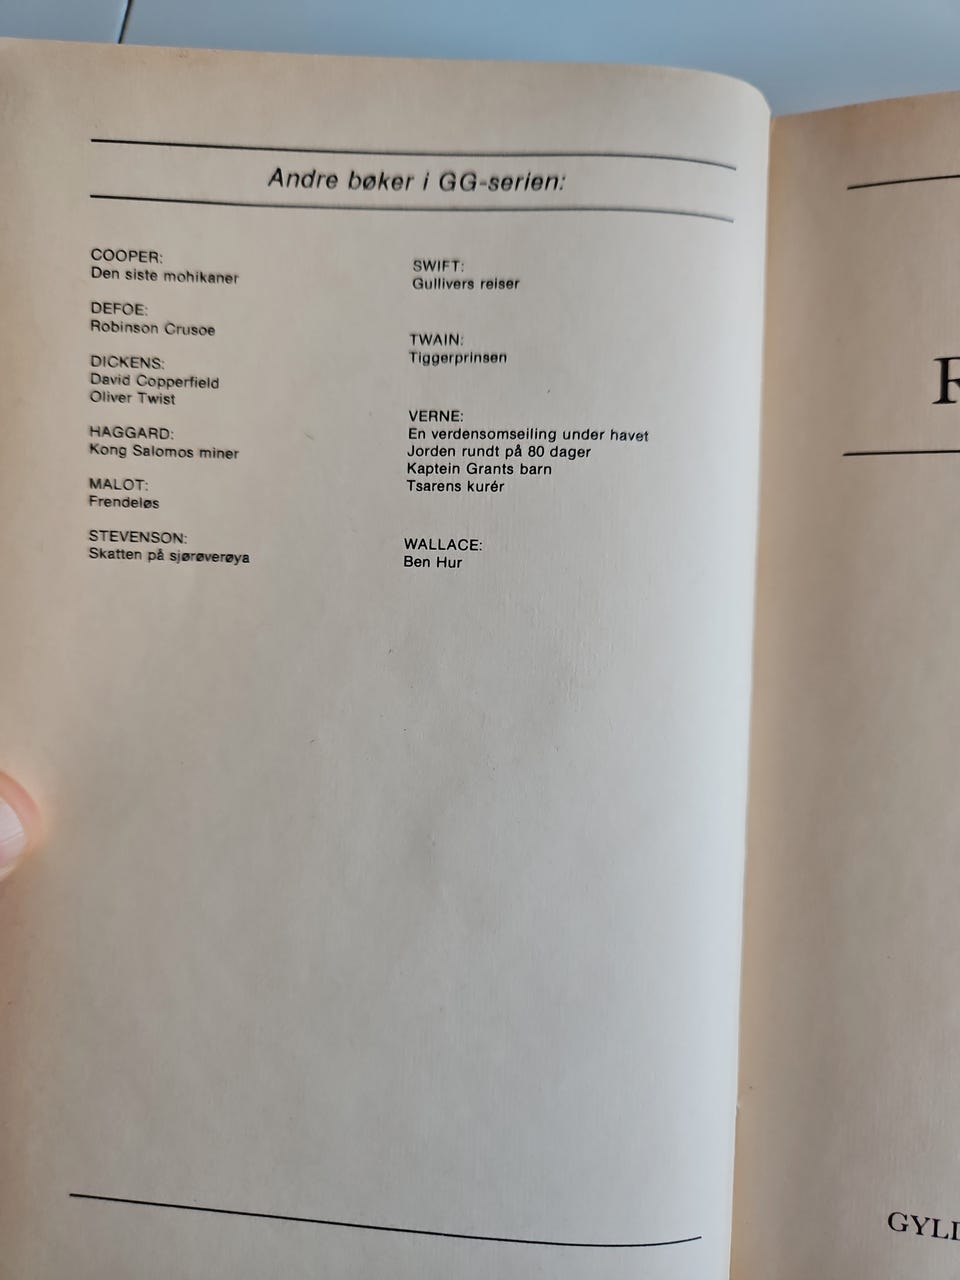 Andre bøker i GG-serien:
COOPER:
Den siste mohikaner
DEFOE:
Robinson Crusoe
DICKENS:
David Copperfield
Oliver Twist
HAGGARD:
Kong Salomos miner
MALOT:
Frendeløs
STEVENSON:
Skatten på sjørøverøya
SWIFT:
Gullivers reiser
TWAIN:
Tiggerprinsen
VERNE:
En verdensomseiling under havet
Jorden rundt på 80 dager
Kaptein Grants barn
Tsarens kurér
WALLACE:
Ben Hur